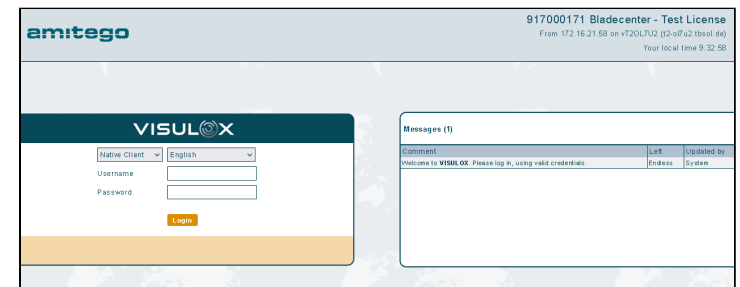 amitego
917000171 Bladecenter - Test License
From 172.16.21.58 on vT2OL7U2 (t2-ol7u2.tbsol.de)
Your local time 9:32:58
VISULOX
Native Client English
Username
Password
Login
Messages (1)
Comment Left Updated by
Welcome to VISULOX. Please log in, using valid credentials. Endless System